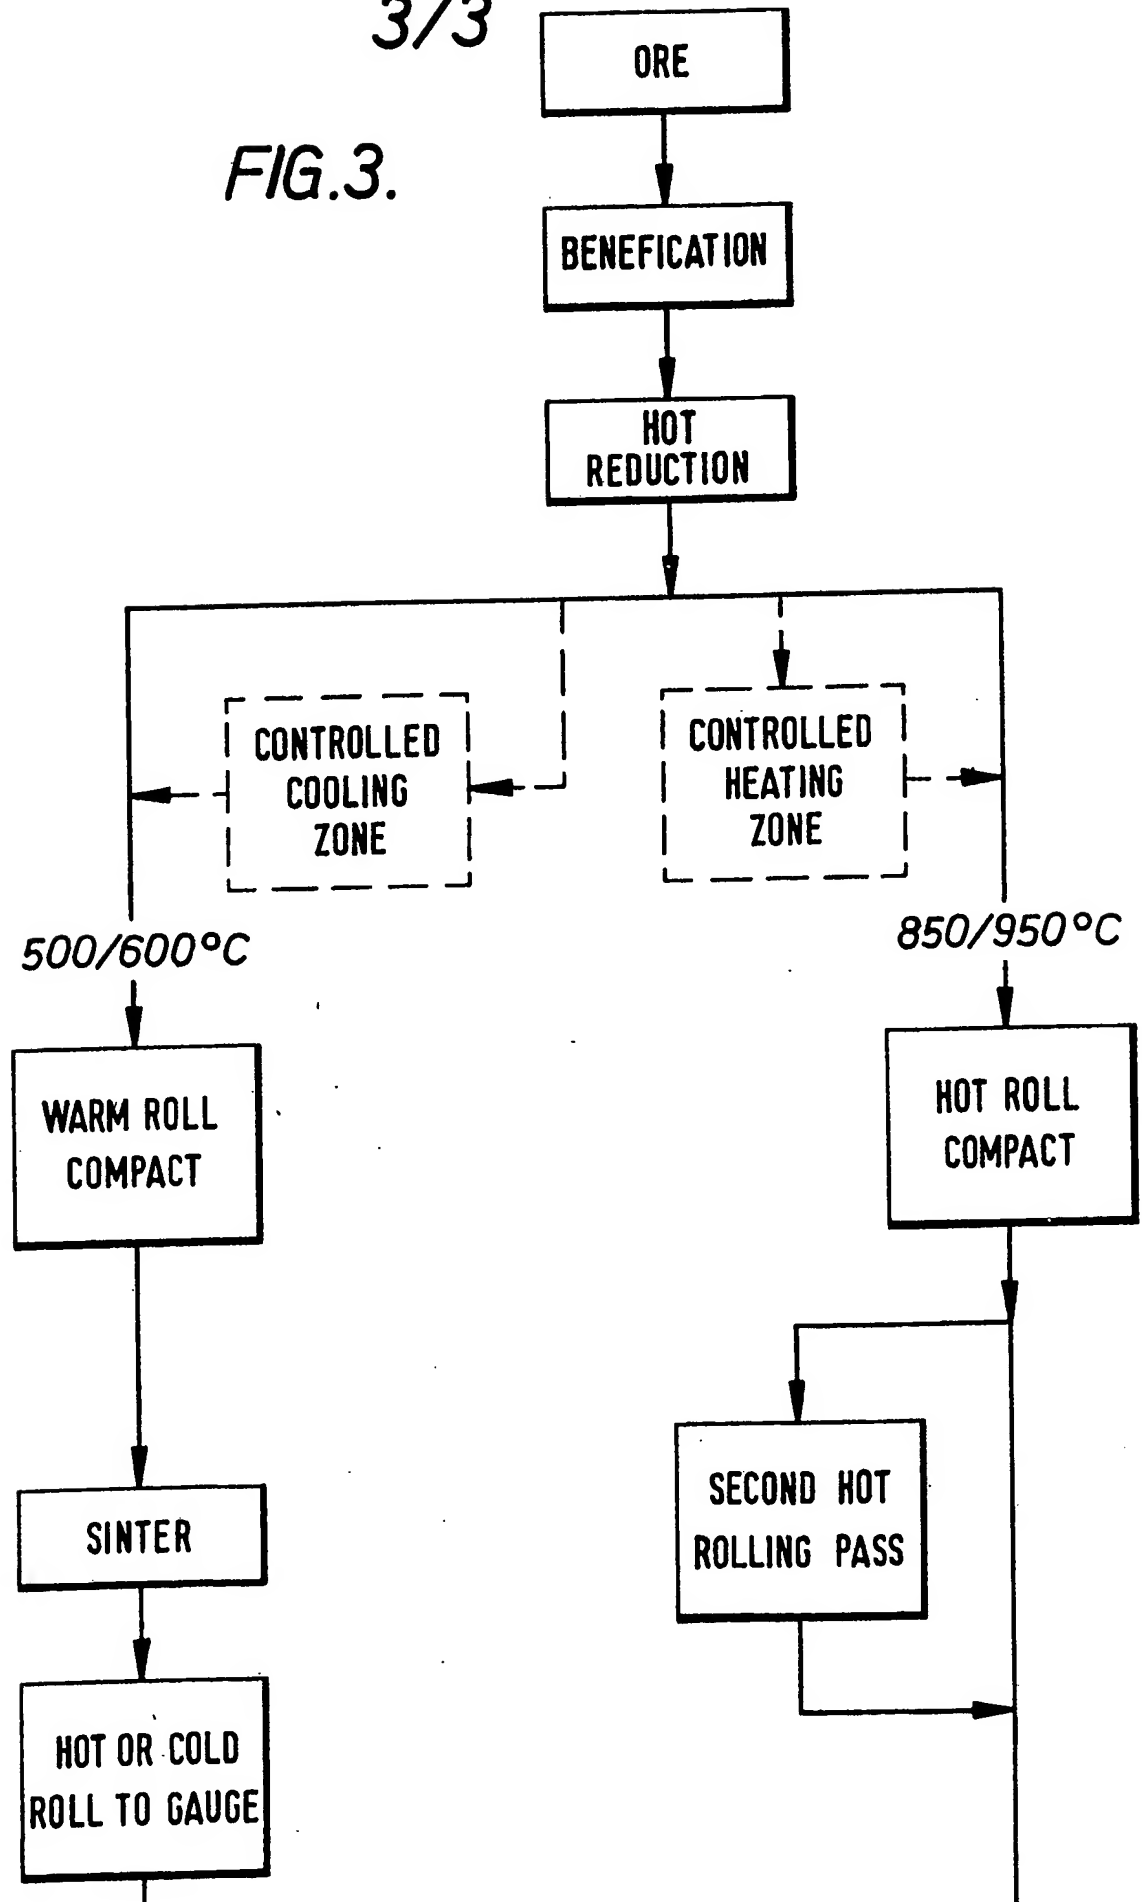 3/3
FIG.3.
ORE
BENEFICATION
HOT
REDUCTION
CONTROLLED
COOLING
ZONE
CONTROLLED
HEATING
ZONE
500/600°C
850/950°C
WARM ROLL
COMPACT
HOT ROLL
COMPACT
SECOND HOT
ROLLING PASS
SINTER
HOT OR COLD
ROLL TO GAUGE